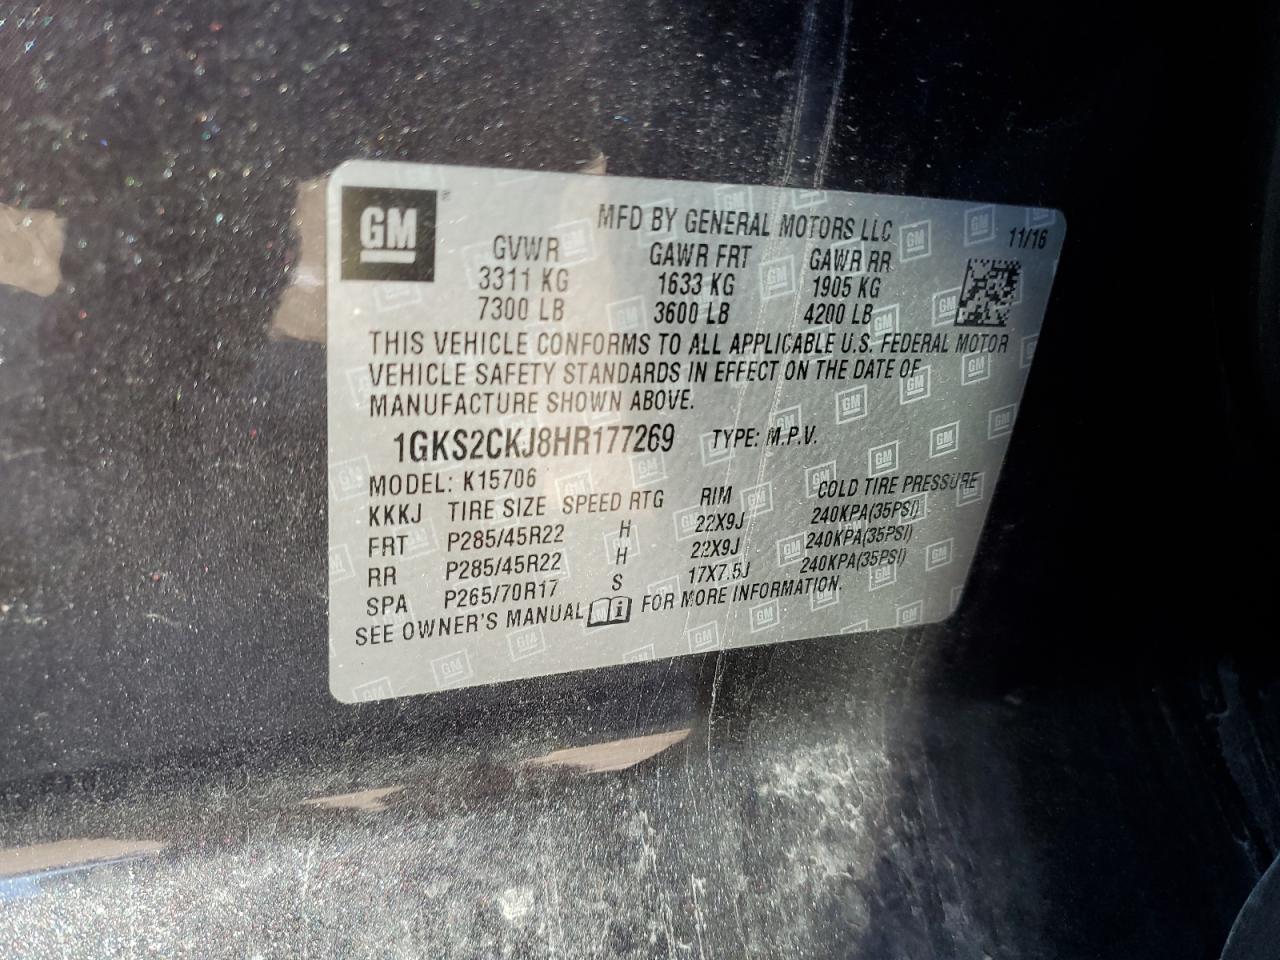 GM
MFD BY GENERAL MOTORS LLC
11/16
GVWR GAWR FRT GAWR RR
3311 KG 1633 KG 1905 KG
7300 LB 3600 LB 4200 LB
THIS VEHICLE CONFORMS TO ALL APPLICABLE U.S. FEDERAL MOTOR
VEHICLE SAFETY STANDARDS IN EFFECT ON THE DATE OF
MANUFACTURE SHOWN ABOVE.
1GKS2CKJ8HR177269 TYPE: M.P.V.
MODEL: K15706
KKKJ TIRE SIZE SPEED RTG RIM COLD TIRE PRESSURE
FRT P285/45R22 H 22X9J 240KPA(35PSI)
RR P285/45R22 H 22X9J 240KPA(35PSI)
SPA P265/70R17 S 17X7.5J 240KPA(35PSI)
SEE OWNER'S MANUAL FOR MORE INFORMATION.